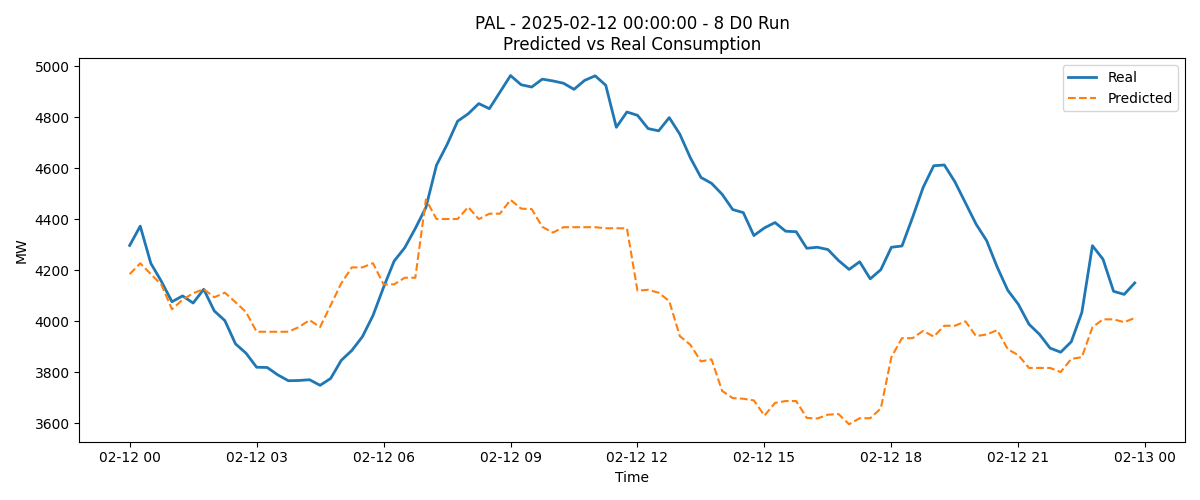 PAL - 2025-02-12 00:00:00 - 8 D0 Run
Predicted vs Real Consumption
Real
Predicted
MW
5000
4800
4600
4400
4200
4000
3800
3600
02-12 00
02-12 03
02-12 06
02-12 09
02-12 12
02-12 15
02-12 18
02-12 21
02-13 00
Time